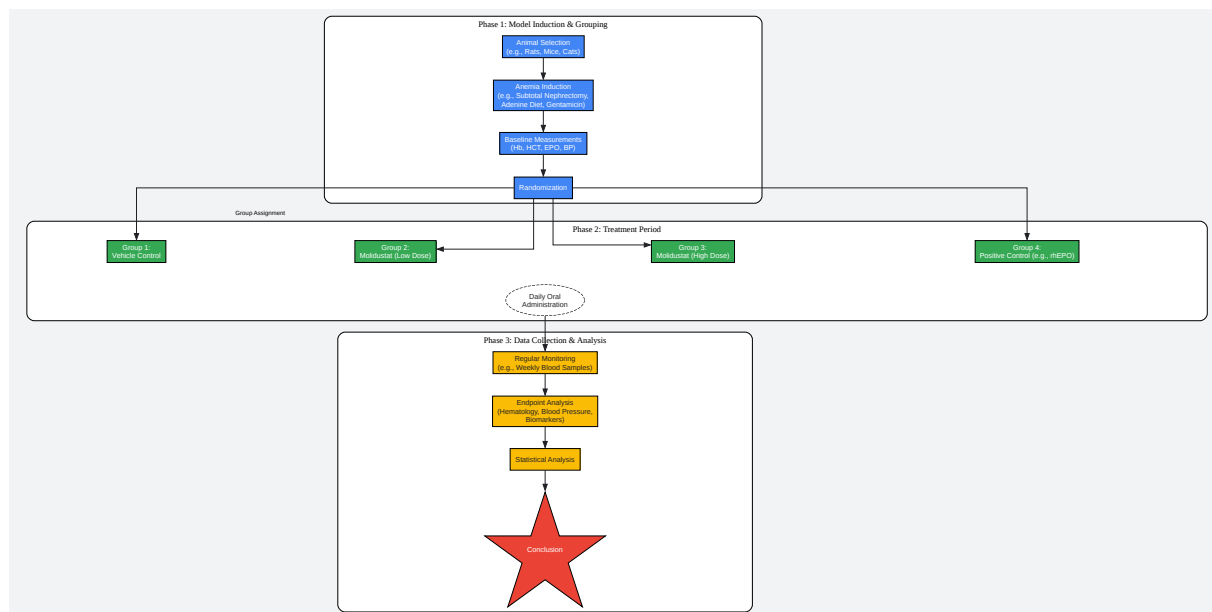 Phase 1: Model Induction & Grouping
Animal Selection
(e.g., Rats, Mice, Cats)
Anemia Induction
(e.g., Subtotal Nephrectomy,
Adenine Diet, Gentamicin)
Baseline Measurements
(Hb, HCT, EPO, BP)
Randomization
Group Assignment
Phase 2: Treatment Period
Group 1:
Vehicle Control
Group 2:
Molidustat (Low Dose)
Group 3:
Molidustat (High Dose)
Group 4:
Positive Control (e.g., rhEPO)
Daily Oral
Administration
Phase 3: Data Collection & Analysis
Regular Monitoring
(e.g., Weekly Blood Samples)
Endpoint Analysis
(Hematology, Blood Pressure,
Biomarkers)
Statistical Analysis
Conclusion